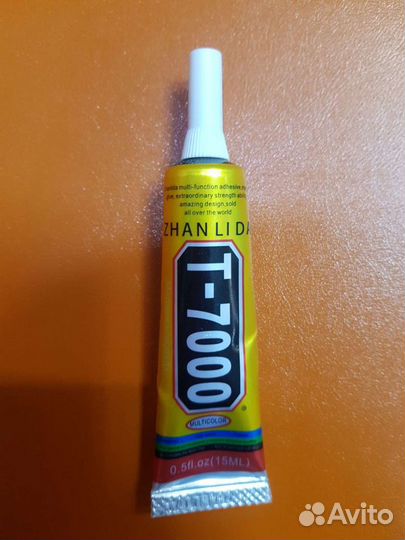 multi-function adhesive,
extraordinary strength
amazing design,sold
all over the world
ZHANLIDA
T-7000
MULTICOLOR
0.5fl.oz(15ML)
Avito